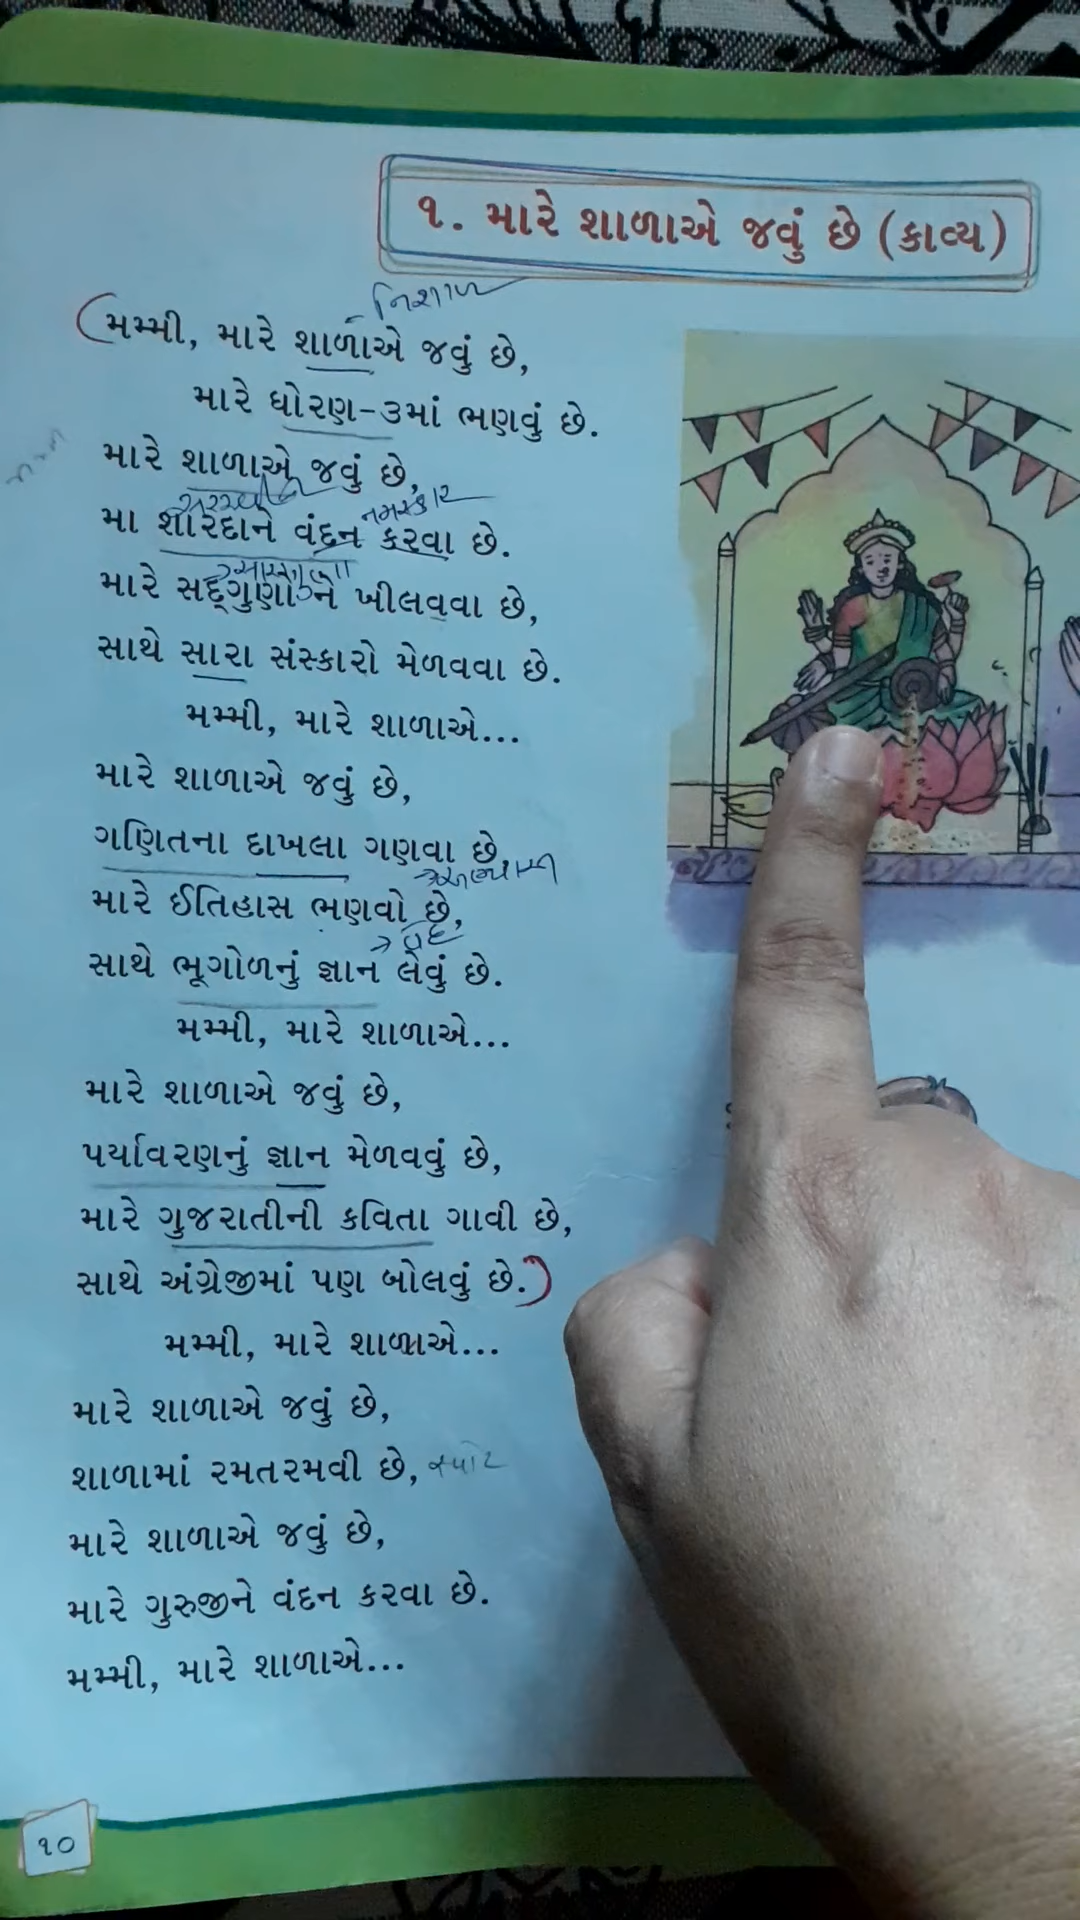 ૧. મારે શાળાએ જવું છે (કાવ્ય)
નિશાળ
મમ્મી, મારે શાળાએ જવું છે,
મારે ધોરણ-૩માં ભણવું છે.
મારે શાળાએ જવું છે,
નમસ્કાર
મા શારદાને વંદન કરવા છે.
મારે સદ્ગુણોને ખીલવવા છે,
સાથે સારા સંસ્કારો મેળવવા છે.
મમ્મી, મારે શાળાએ...
મારે શાળાએ જવું છે,
ગણિતના દાખલા ગણવા છે,
મારે ઈતિહાસ ભણવો છે,
સાથે ભૂગોળનું જ્ઞાન લેવું છે.
મમ્મી, મારે શાળાએ...
મારે શાળાએ જવું છે,
પર્યાવરણનું જ્ઞાન મેળવવું છે,
મારે ગુજરાતીની કવિતા ગાવી છે,
સાથે અંગ્રેજીમાં પણ બોલવું છે.
મમ્મી, મારે શાળાએ...
મારે શાળાએ જવું છે,
શાળામાં રમતરમવી છે,
મારે શાળાએ જવું છે,
મારે ગુરુજીને વંદન કરવા છે.
મમ્મી, મારે શાળાએ...
૧૦